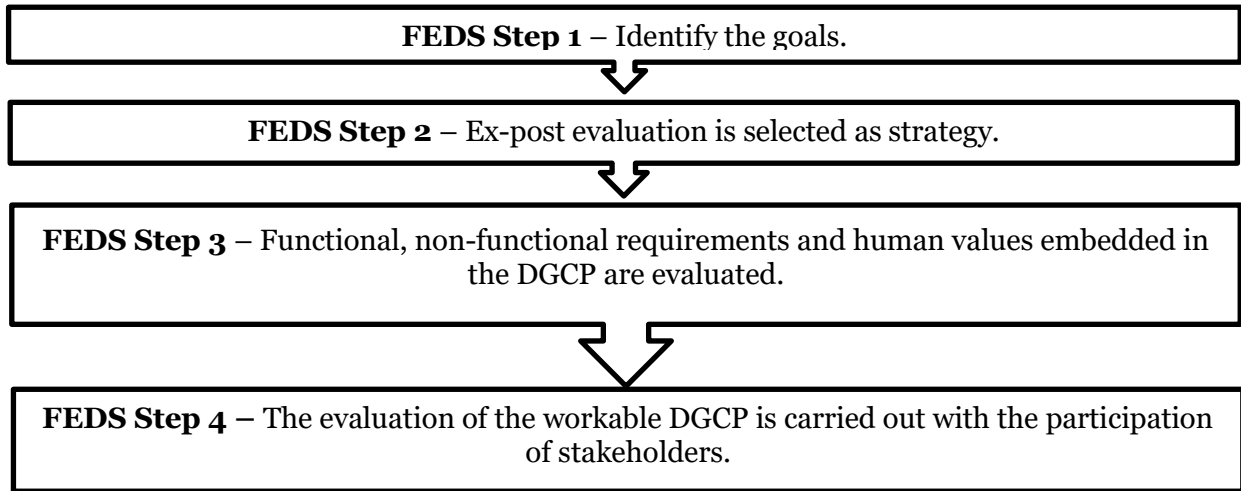 FEDS Step 1 – Identify the goals.
FEDS Step 2 – Ex-post evaluation is selected as strategy.
FEDS Step 3 – Functional, non-functional requirements and human values embedded in
the DGCP are evaluated.
FEDS Step 4 – The evaluation of the workable DGCP is carried out with the participation
of stakeholders.